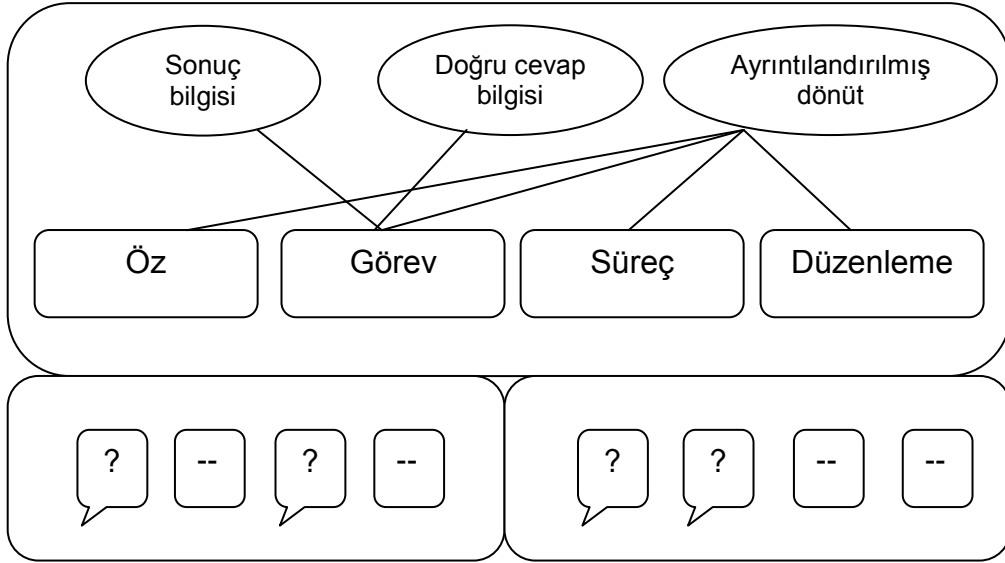 Sonuç
bilgisi
Doğru cevap
bilgisi
Ayrıntılandırılmış
dönüt
Öz
Görev
Süreç
Düzenleme
? -- ? -- ? ? -- --